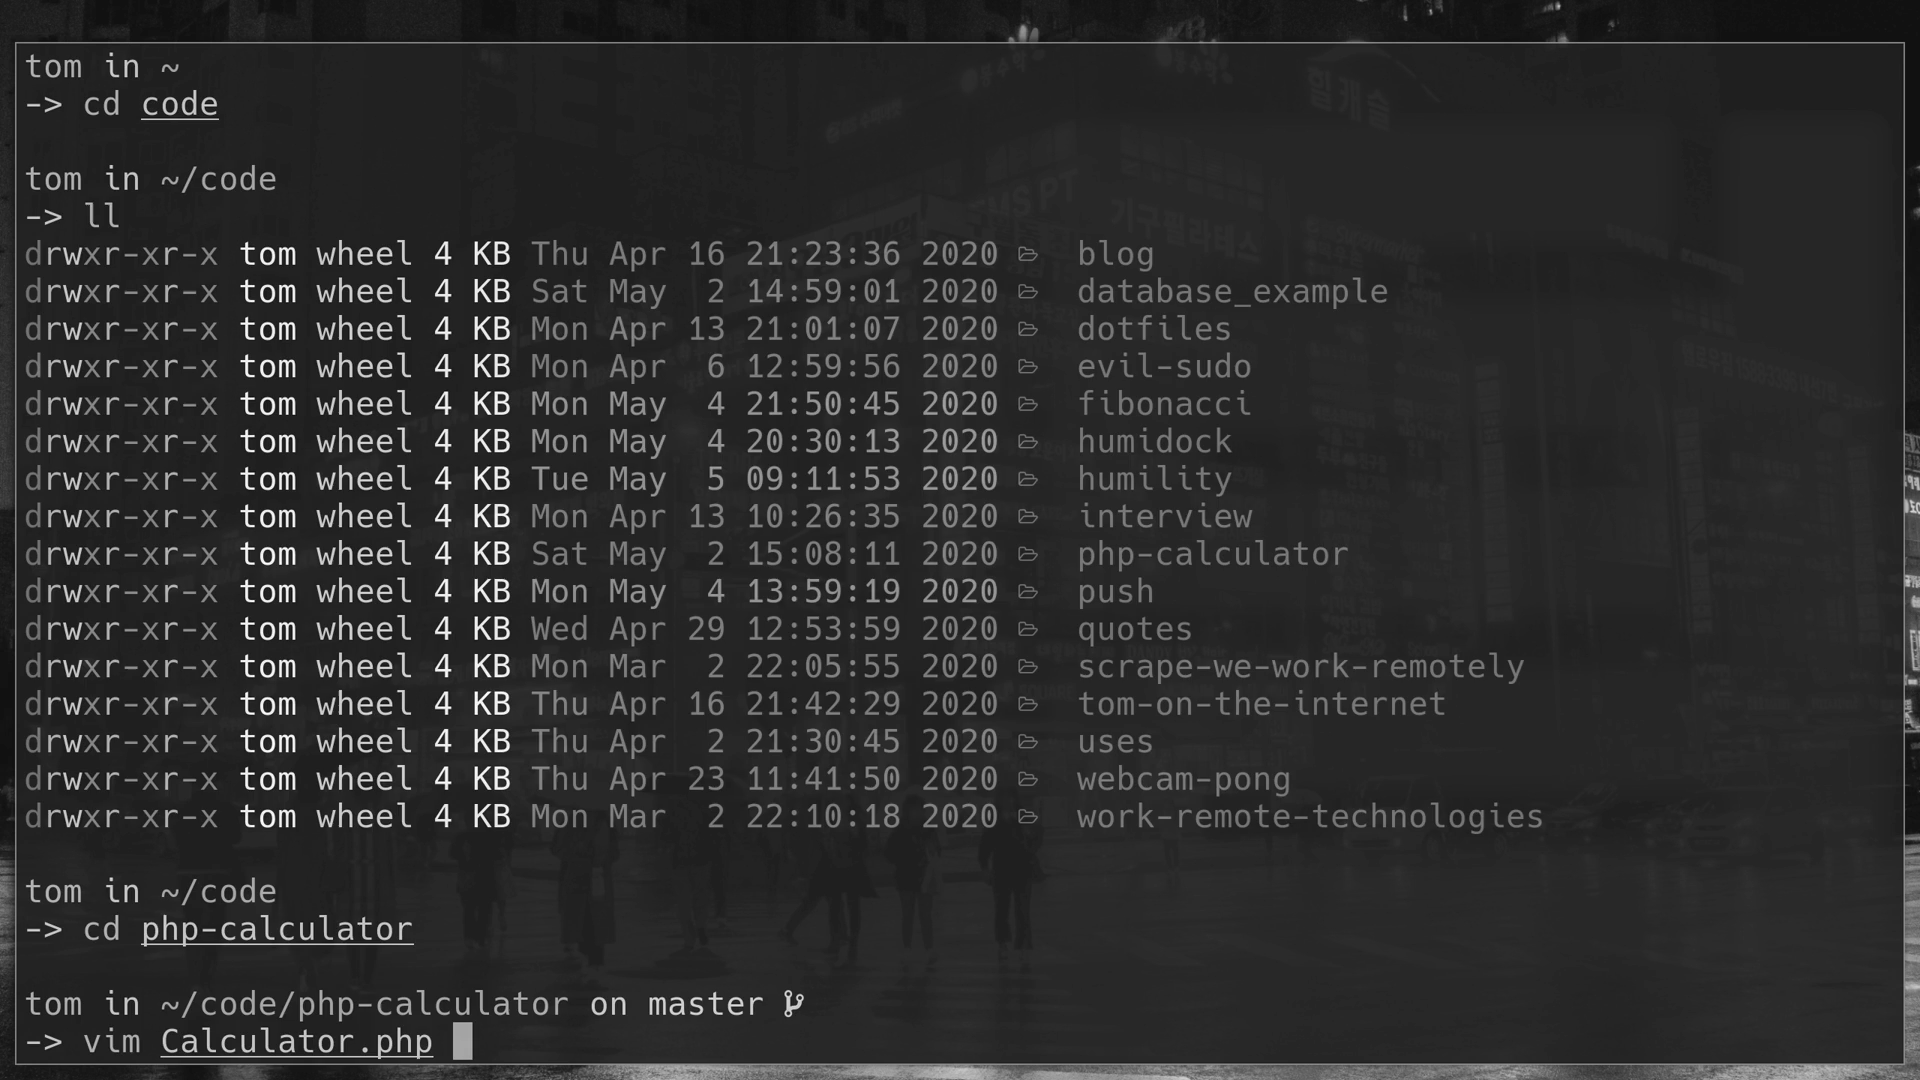 tom in ~
-> cd code
tom in ~/code
-> ll
drwxr-xr-x tom wheel 4 KB Thu Apr 16 21:23:36 2020 blog
drwxr-xr-x tom wheel 4 KB Sat May  2 14:59:01 2020 database_example
drwxr-xr-x tom wheel 4 KB Mon Apr 13 21:01:07 2020 dotfiles
drwxr-xr-x tom wheel 4 KB Mon Apr  6 12:59:56 2020 evil-sudo
drwxr-xr-x tom wheel 4 KB Mon May  4 21:50:45 2020 fibonacci
drwxr-xr-x tom wheel 4 KB Mon May  4 20:30:13 2020 humidock
drwxr-xr-x tom wheel 4 KB Tue May  5 09:11:53 2020 humility
drwxr-xr-x tom wheel 4 KB Mon Apr 13 10:26:35 2020 interview
drwxr-xr-x tom wheel 4 KB Sat May  2 15:08:11 2020 php-calculator
drwxr-xr-x tom wheel 4 KB Mon May  4 13:59:19 2020 push
drwxr-xr-x tom wheel 4 KB Wed Apr 29 12:53:59 2020 quotes
drwxr-xr-x tom wheel 4 KB Mon Mar  2 22:05:55 2020 scrape-we-work-remotely
drwxr-xr-x tom wheel 4 KB Thu Apr 16 21:42:29 2020 tom-on-the-internet
drwxr-xr-x tom wheel 4 KB Thu Apr  2 21:30:45 2020 uses
drwxr-xr-x tom wheel 4 KB Thu Apr 23 11:41:50 2020 webcam-pong
drwxr-xr-x tom wheel 4 KB Mon Mar  2 22:10:18 2020 work-remote-technologies
tom in ~/code
-> cd php-calculator
tom in ~/code/php-calculator on master
-> vim Calculator.php